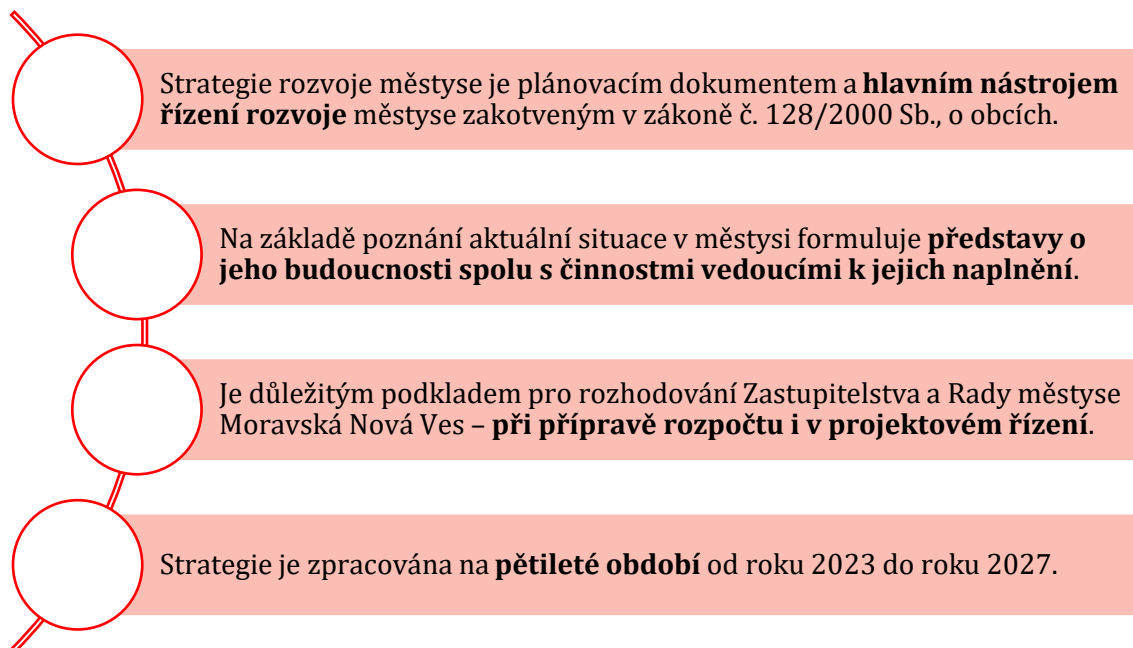 Strategie rozvoje městyse je plánovacím dokumentem a hlavním nástrojem
řízení rozvoje městyse zakotveným v zákoně č. 128/2000 Sb., o obcích.
Na základě poznání aktuální situace v městysi formuluje představy o
jeho budoucnosti spolu s činnostmi vedoucími k jejich naplnění.
Je důležitým podkladem pro rozhodování Zastupitelstva a Rady městyse
Moravská Nová Ves – při přípravě rozpočtu i v projektovém řízení.
Strategie je zpracována na pětileté období od roku 2023 do roku 2027.